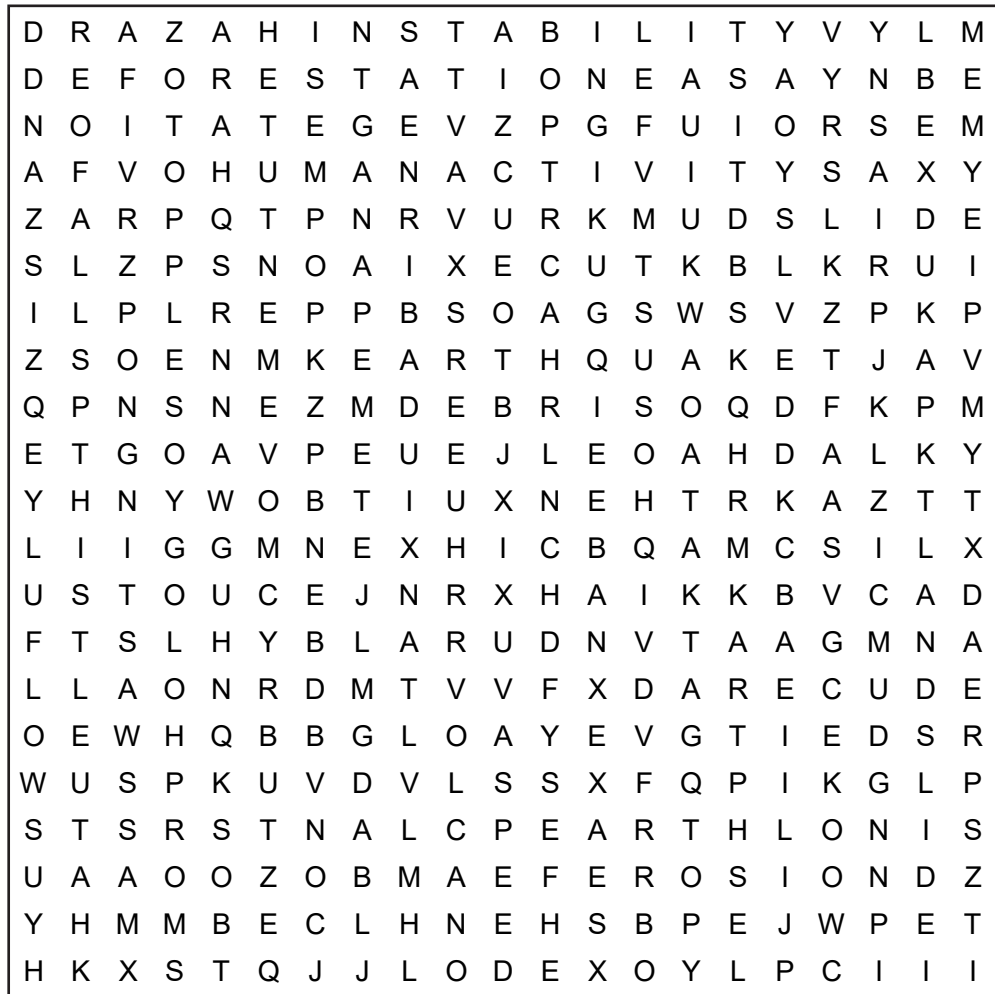 D R A Z A H I N S T A B I L I T Y V Y L M
D E F O R E S T A T I O N E A S A Y N B E
N O I T A T E G E V Z P G F U I O R S E M
A F V O H U M A N A C T I V I T Y S A X Y
Z A R P Q T P N R V U R K M U D S L I D E
S L Z P S N O A I X E C U T K B L K R U I
I L P L R E P P B S O A G S W S V Z P K P
Z S O E N M K E A R T H Q U A K E T J A V
Q P N S N E Z M D E B R I S O Q D F K P M
E T G O A V P E U E J L E O A H D A L K Y
Y H N Y W O B T I U X N E H T R K A Z T T
L I I G G M N E X H I C B Q A M C S I L X
U S T O U C E J N R X H A I K K B V C A D
F T S L H Y B L A R U D N V T A A G M N A
L L A O N R D M T V V F X D A R E C U D E
O E W H Q B B G L O A Y E V G T I E D S R
W U S P K U V D V L S S X F Q P I K G L P
S T S R S T N A L C P E A R T H L O N I S
U A A O O Z O B M A E F E R O S I O N D Z
Y H M M B E C L H N E H S B P E J W P E T
H K X S T Q J J L O D E X O Y L P C I I I